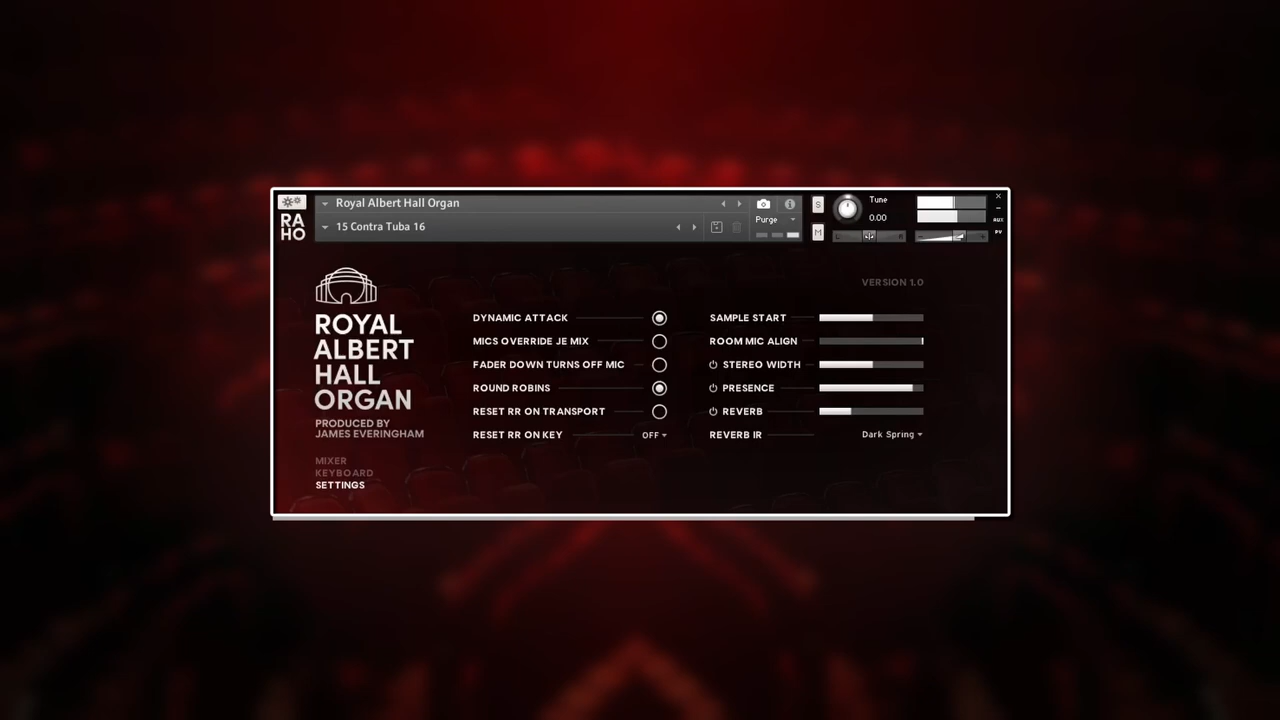 RA
HO
Royal Albert Hall Organ
15 Contra Tuba 16
Purge
S
M
Tune
0.00
AUX
PV
VERSION 1.0
ROYAL
ALBERT
HALL
ORGAN
PRODUCED BY
JAMES EVERINGHAM
MIXER
KEYBOARD
SETTINGS
DYNAMIC ATTACK
MICS OVERRIDE JE MIX
FADER DOWN TURNS OFF MIC
ROUND ROBINS
RESET RR ON TRANSPORT
RESET RR ON KEY OFF
SAMPLE START
ROOM MIC ALIGN
STEREO WIDTH
PRESENCE
REVERB
REVERB IR Dark Spring